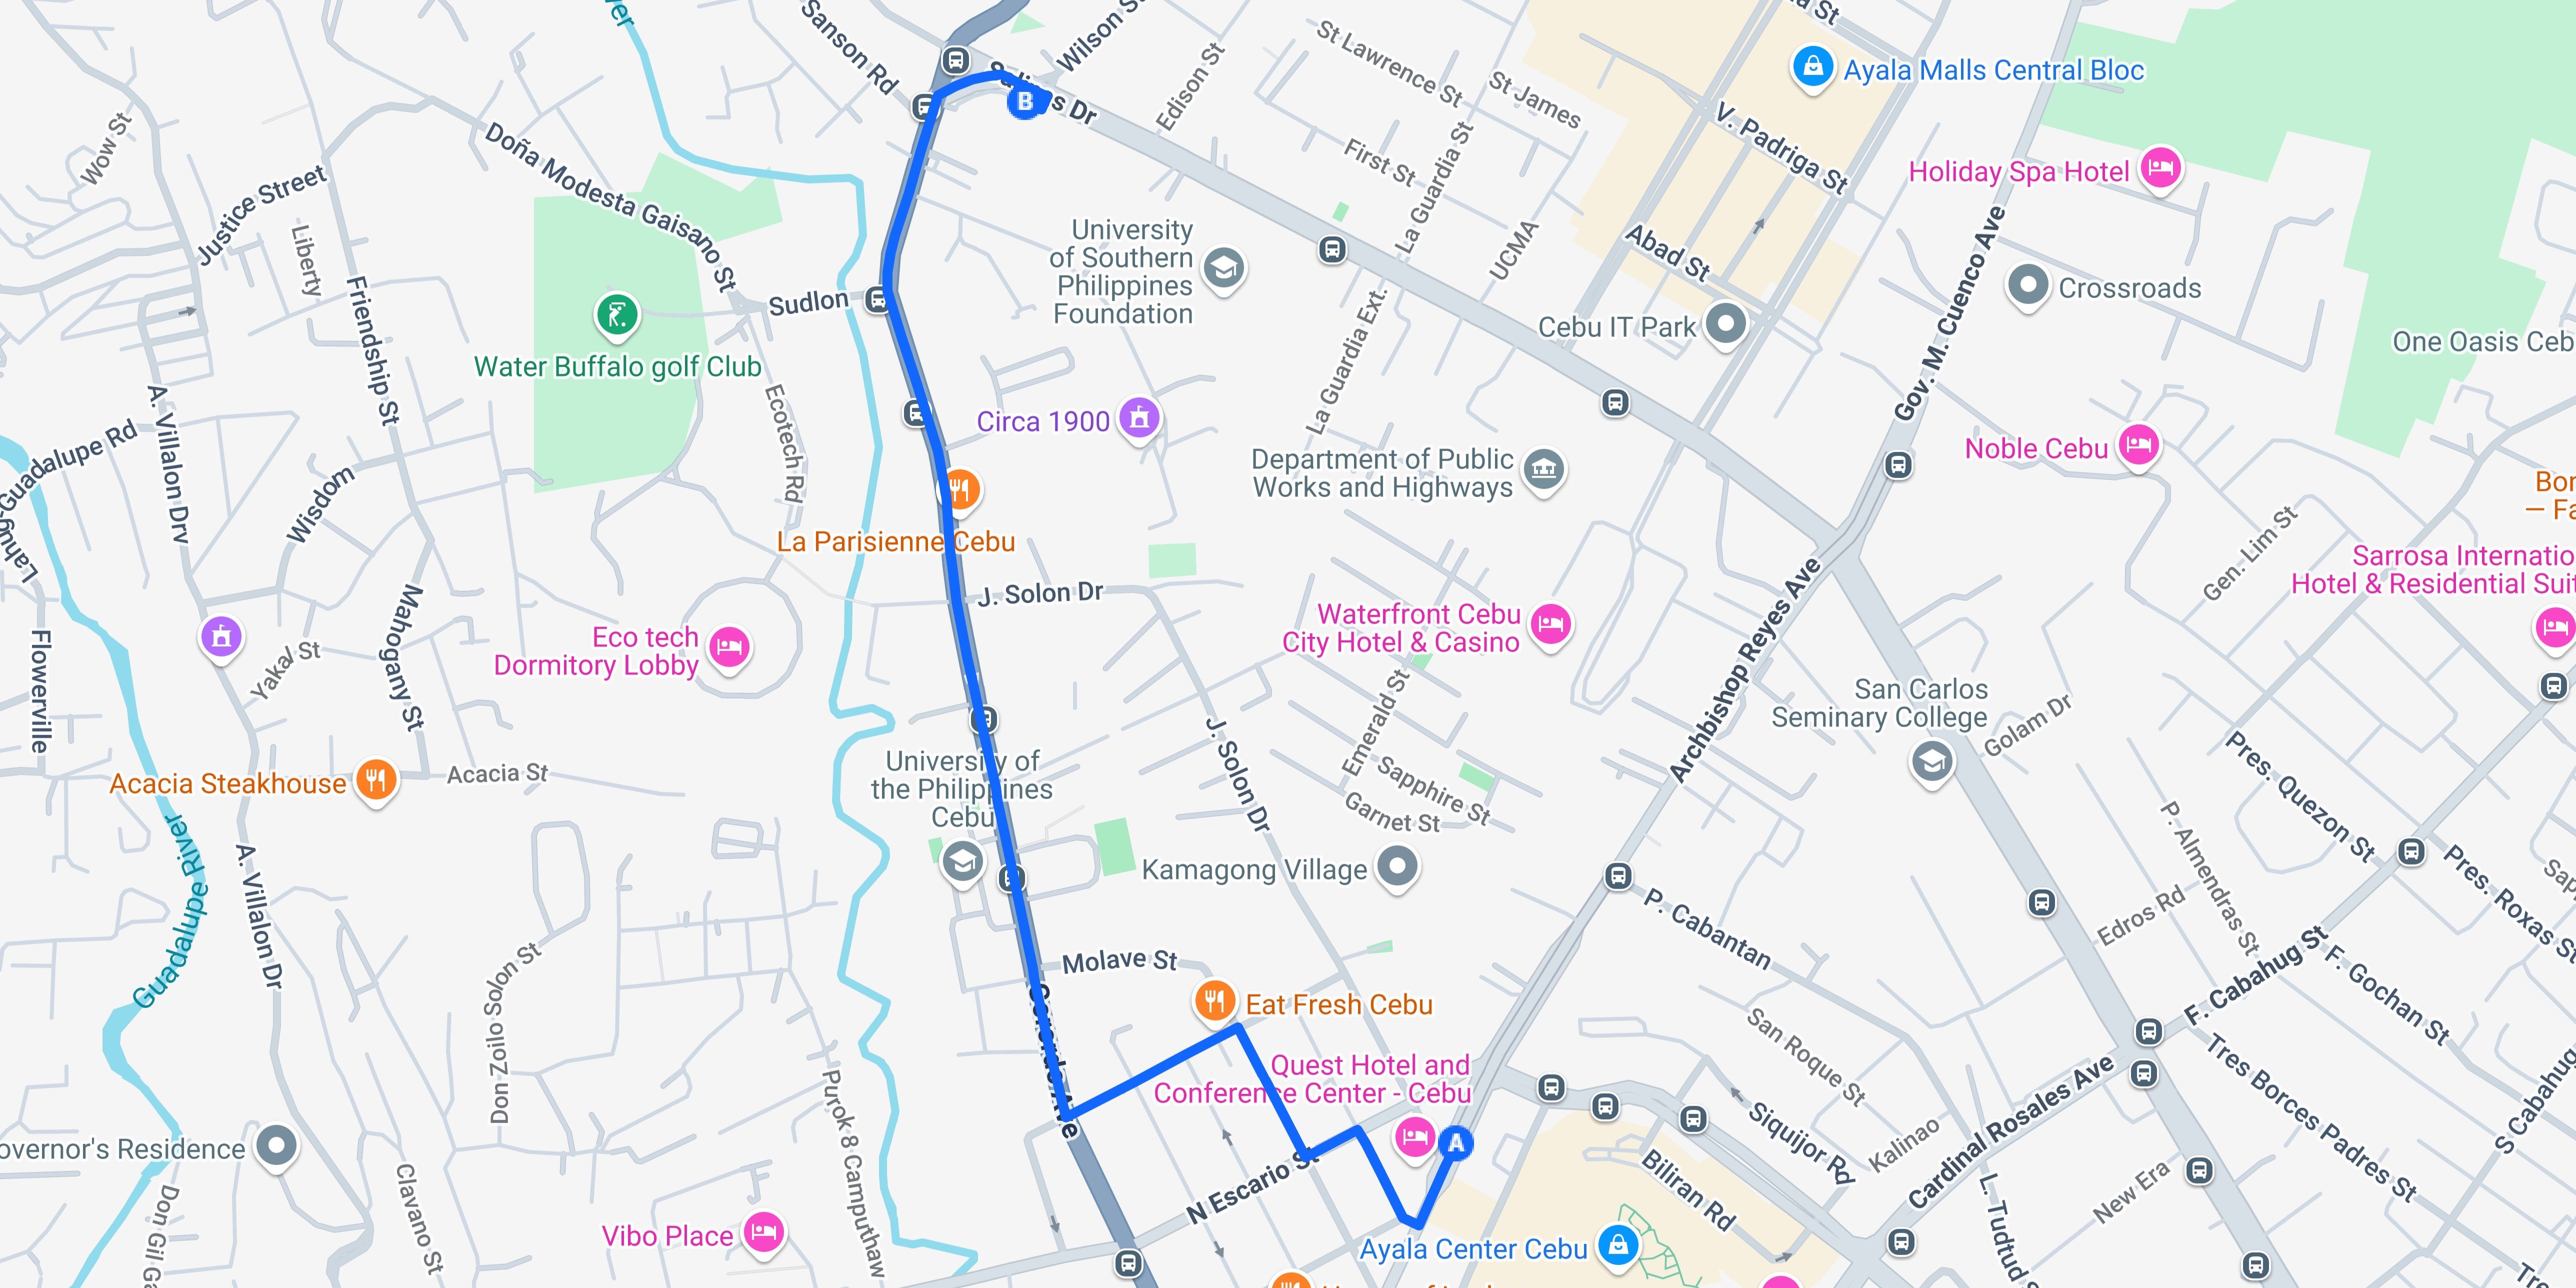 Wilson St
Sanson Rd
St Lawrence St
Edison St
St James
Ayala Malls Central Bloc
B
s Dr
V. Padriga St
Wow St
Doña Modesta Gaisano St
First St
La Guardia St
Holiday Spa Hotel
Justice Street
Liberty
University
of Southern
Philippines
Foundation
UCMA
Abad St
Gov. M. Cuenco Ave
Crossroads
Sudlon
Friendship St
La Guardia Ext.
Cebu IT Park
One Oasis Ceb
Water Buffalo golf Club
Ecotech Rd
Circa 1900
A. Villalon Drv
Guadalupe Rd
Noble Cebu
Department of Public
Works and Highways
Wisdom
Lahug
La Parisienne Cebu
Gen. Lim St
Bon
– Fa
Sarrosa Internatio
Hotel & Residential Suit
J. Solon Dr
Archbishop Reyes Ave
Waterfront Cebu
City Hotel & Casino
Mahogany St
Flowerville
Yakal St
Eco tech
Dormitory Lobby
Emerald St
San Carlos
Seminary College
Golam Dr
J. Solon Dr
University of
the Philippines
Cebu
Acacia Steakhouse
Acacia St
Sapphire St
Garnet St
Pres. Quezon St
P. Almendras St
Guadalupe River
A. Villalon Dr
Kamagong Village
P. Cabantan
Pres. Roxas St
Sap
Edros Rd
Don Zoilo Solon St
Molave St
F. Cabahug St
F. Gochan St
Eat Fresh Cebu
San Roque St
Quest Hotel and
Conference Center - Cebu
Purok 8 Camputhaw
Siquijor Rd
Kalinao
Cardinal Rosales Ave
Tres Borces Padres St
S Cabahug
overnor's Residence
A
N Escario St
Biliran Rd
New Era
L. Tudtud S
Clavano St
Don Gil Ga
Vibo Place
Ayala Center Cebu
Tre